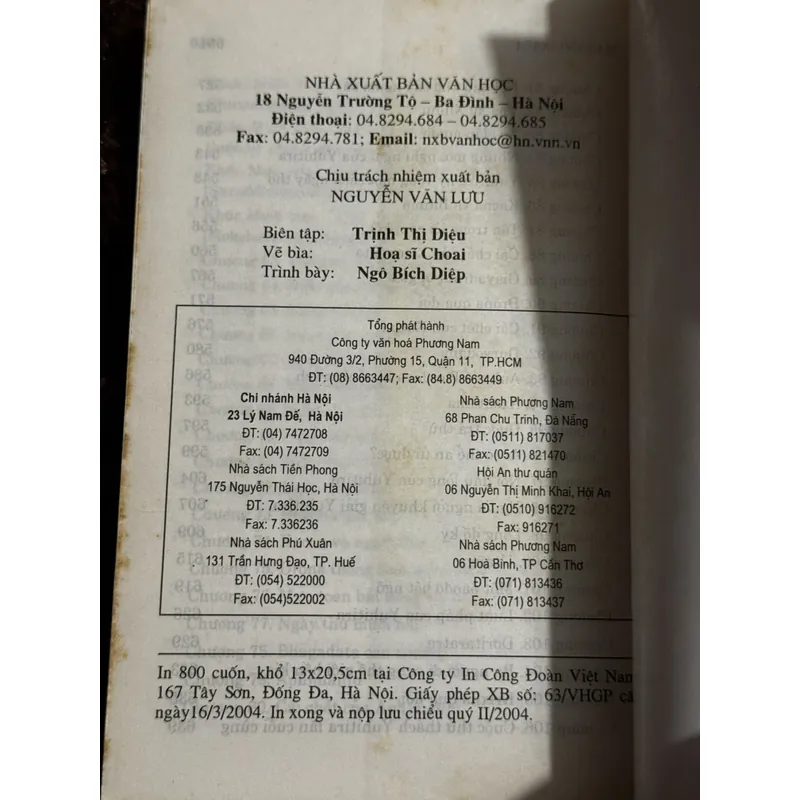 NHÀ XUẤT BẢN VĂN HỌC
18 Nguyễn Trường Tộ – Ba Đình – Hà Nội
Điện thoại: 04.8294.684 – 04.8294.685
Fax: 04.8294.781; Email: nxbvanhoc@hn.vnn.vn
Chịu trách nhiệm xuất bản
NGUYỄN VĂN LƯU
Biên tập: Trịnh Thị Diệu
Vẽ bìa: Hoạ sĩ Choai
Trình bày: Ngô Bích Diệp
Tổng phát hành
Công ty văn hoá Phương Nam
940 Đường 3/2, Phường 15, Quận 11, TP.HCM
ĐT: (08) 8663447; Fax: (84.8) 8663449
Chi nhánh Hà Nội
23 Lý Nam Đế, Hà Nội
ĐT: (04) 7472708
Fax: (04) 7472709
Nhà sách Tiền Phong
175 Nguyễn Thái Học, Hà Nội
ĐT: 7.336.235
Fax: 7.336236
Nhà sách Phú Xuân
131 Trần Hưng Đạo, TP. Huế
ĐT: (054) 522000
Fax: (054)522002
Nhà sách Phương Nam
68 Phan Chu Trinh, Đà Nẵng
ĐT: (0511) 817037
Fax: (0511) 821470
Hội An thư quán
06 Nguyễn Thị Minh Khai, Hội An
ĐT: (0510) 916272
Fax: 916271
Nhà sách Phương Nam
06 Hoà Bình, TP Cần Thơ
ĐT: (071) 813436
Fax: (071) 813437
In 800 cuốn, khổ 13x20,5cm tại Công ty In Công Đoàn Việt Nam
167 Tây Sơn, Đống Đa, Hà Nội. Giấy phép XB số: 63/VHGP
ngày16/3/2004. In xong và nộp lưu chiểu quý II/2004.